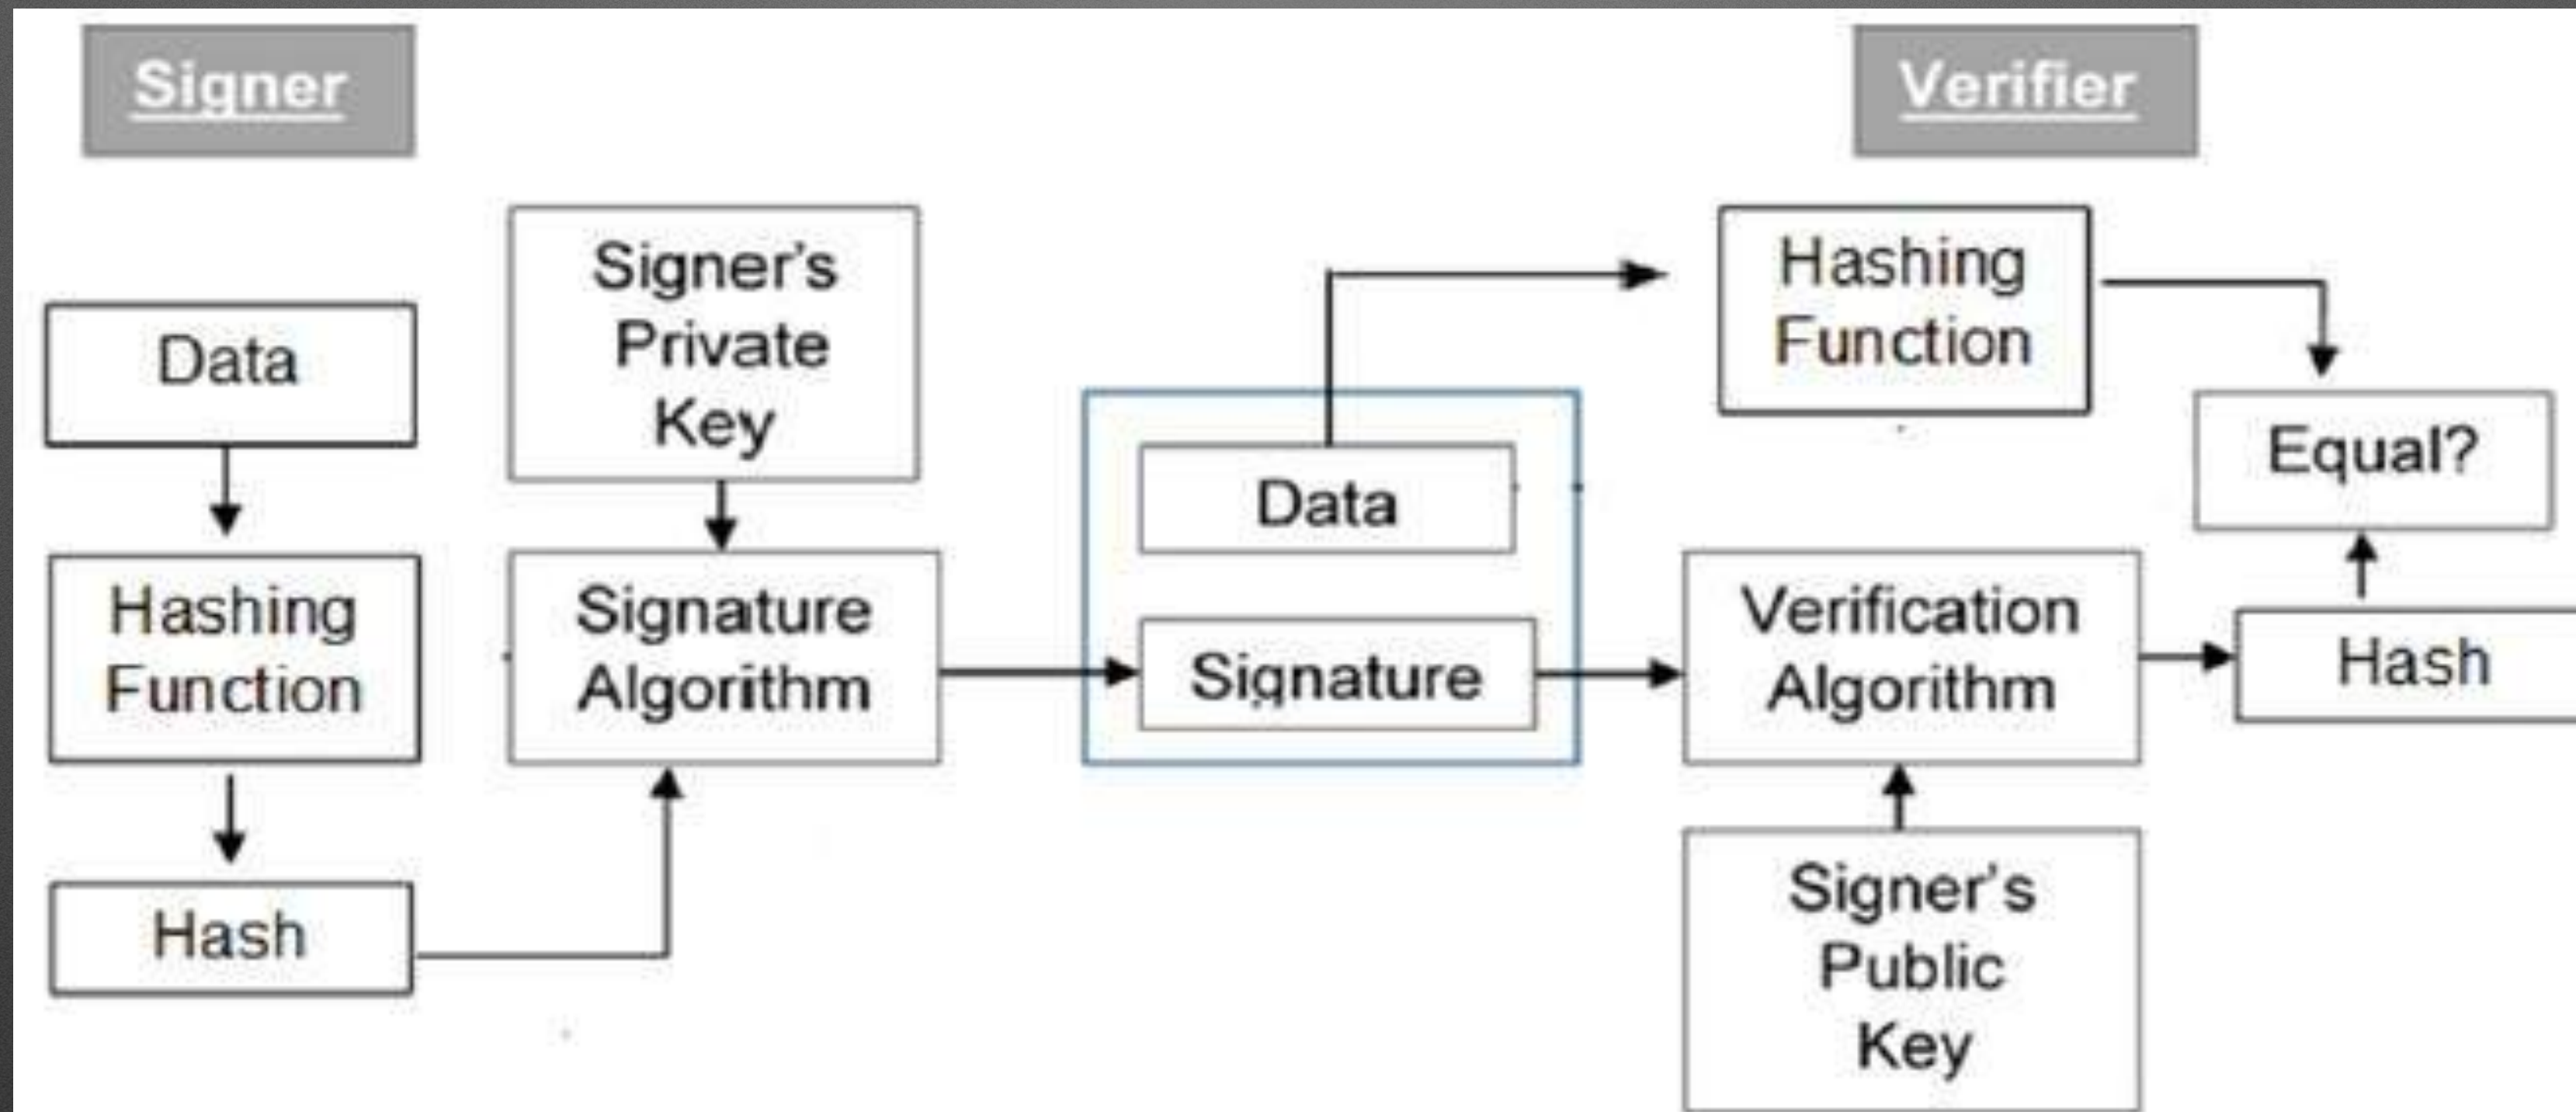 Signer
Verifier
Data
Hashing
Function
Hash
Signer's
Private
Key
Signature
Algorithm
Data
Signature
Hashing
Function
Equal?
Verification
Algorithm
Hash
Signer's
Public
Key